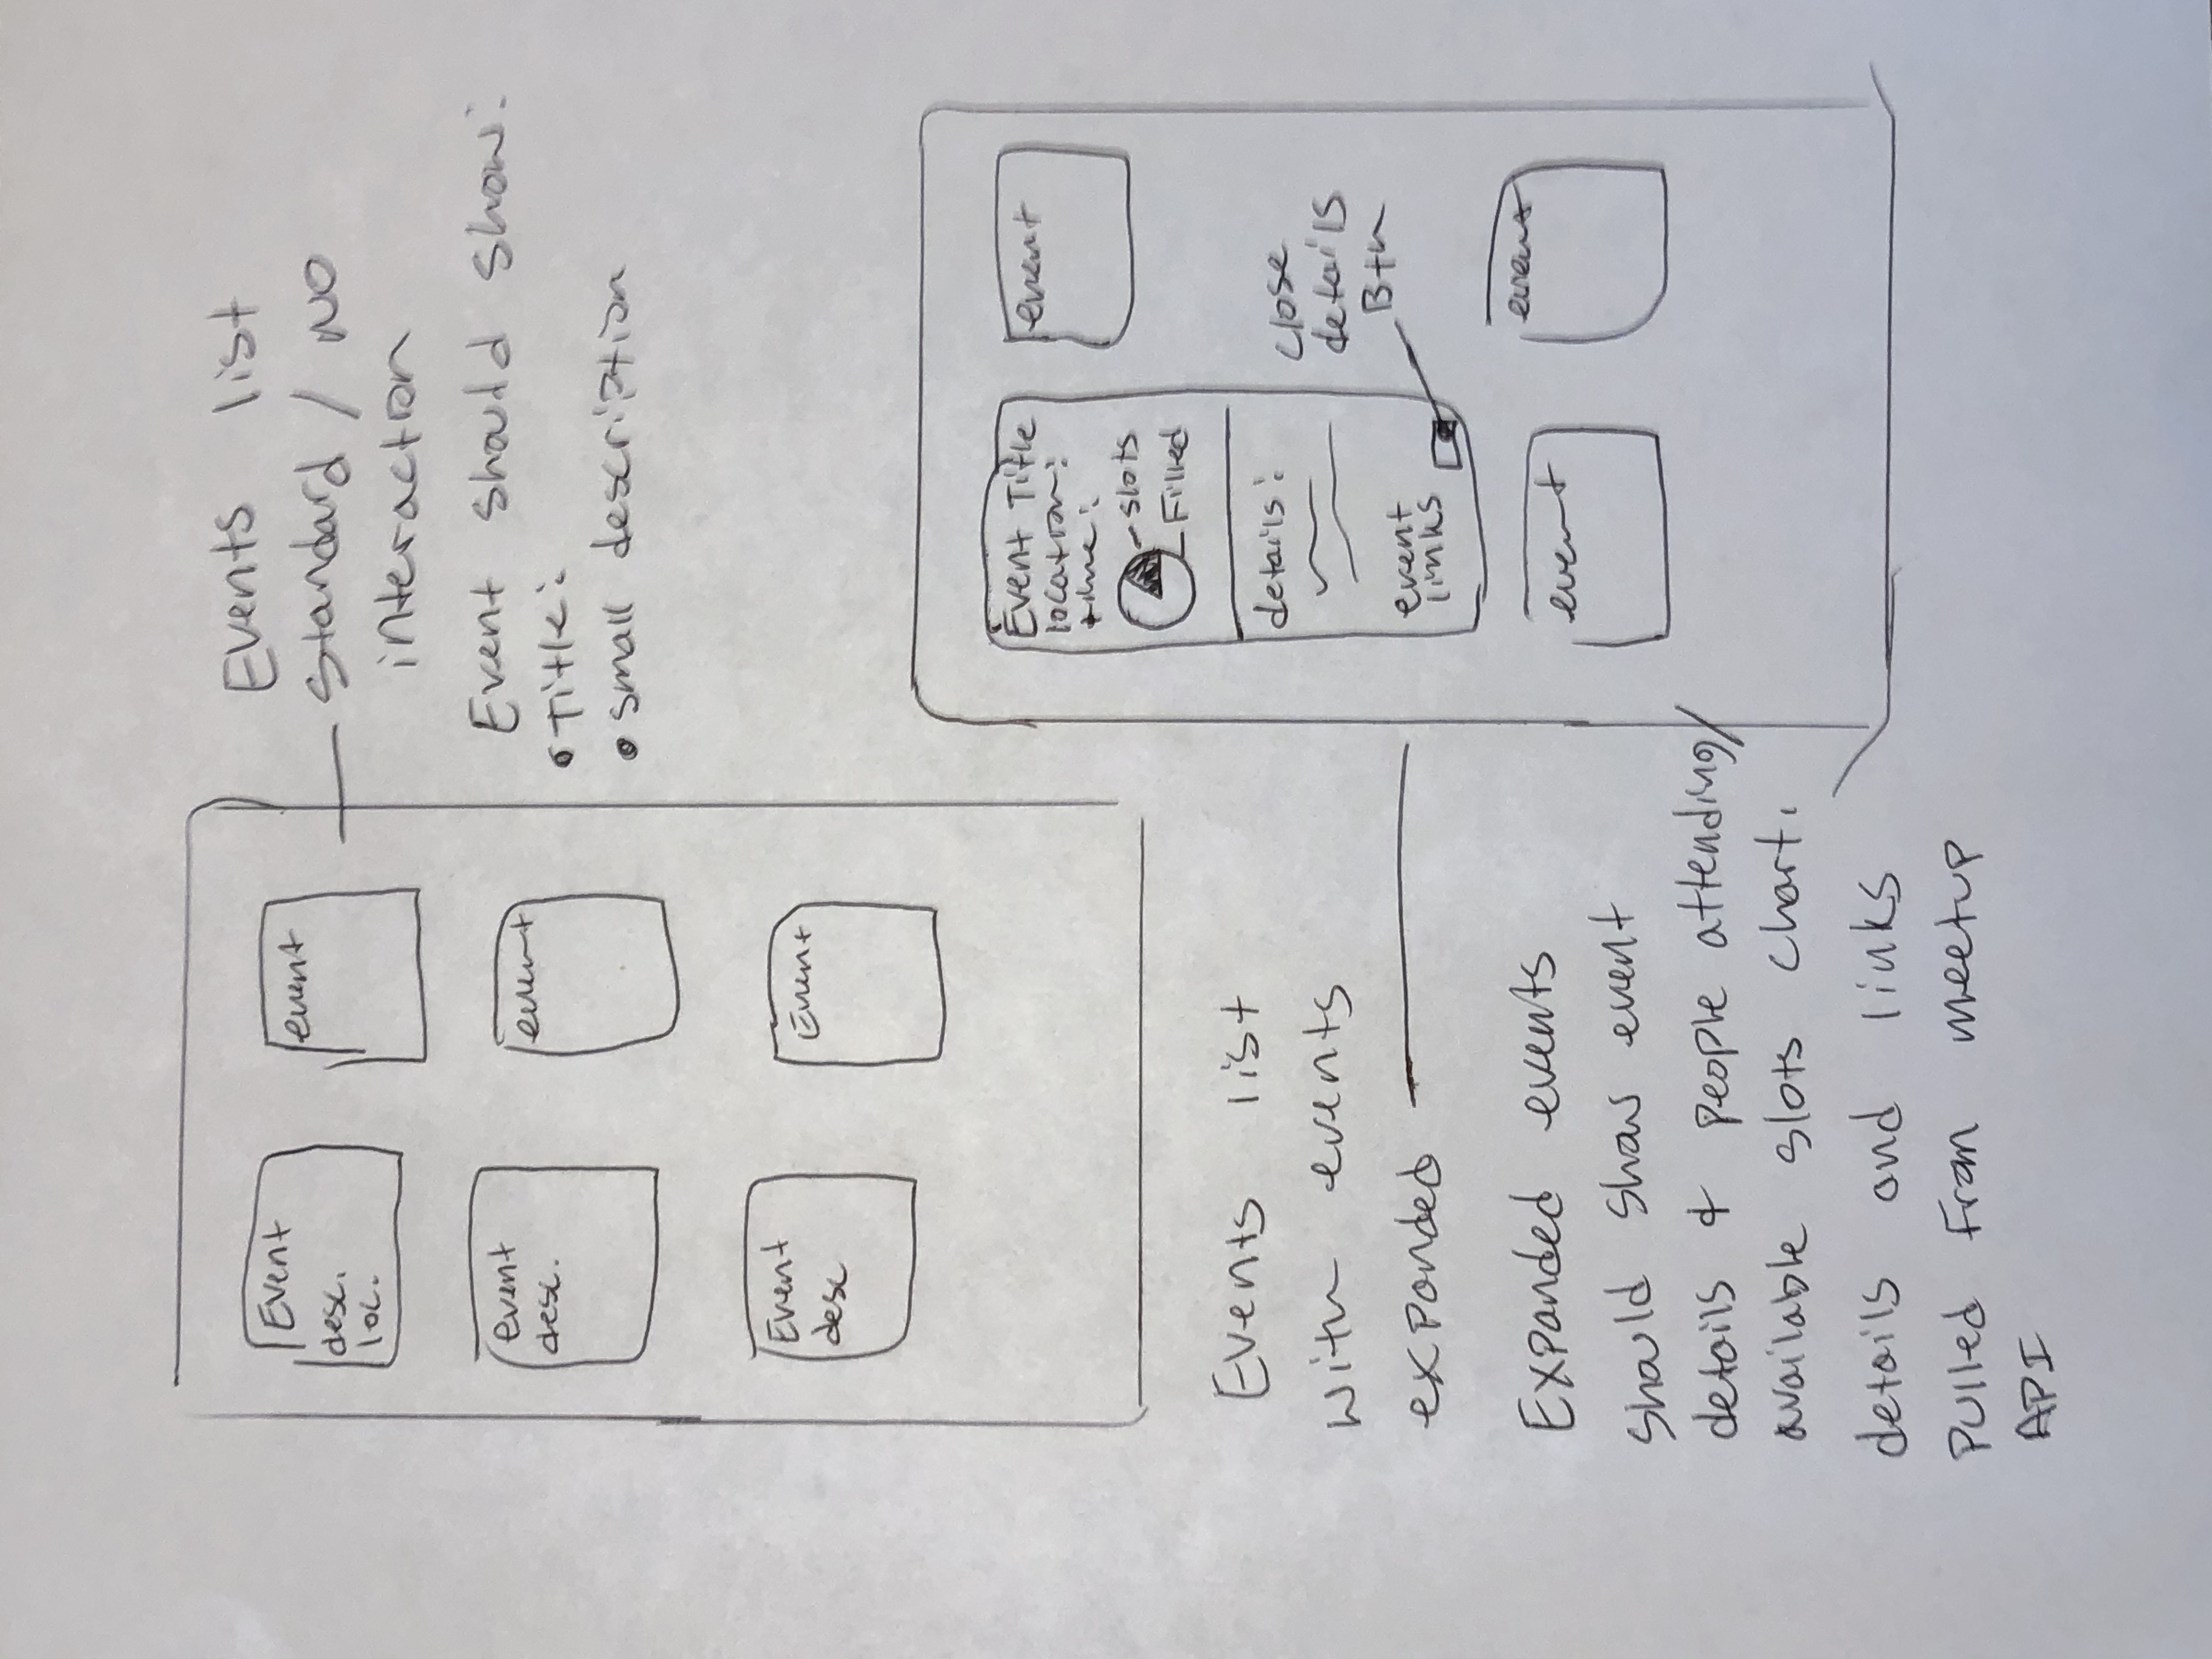 Event
desc.
loc.
event
event
desc.
event
Event
desc
Event
Events list
standard / NO
interaction
Event should show:
• Title:
• small description
Events list
with events
expanded
Expanded events
should show event
details & people attending/
available slots chart.
details and links
pulled from meetup
API
Event Title
location:
time:
slots
Filled
details:
event
links
close
details
Btn
event
event
event